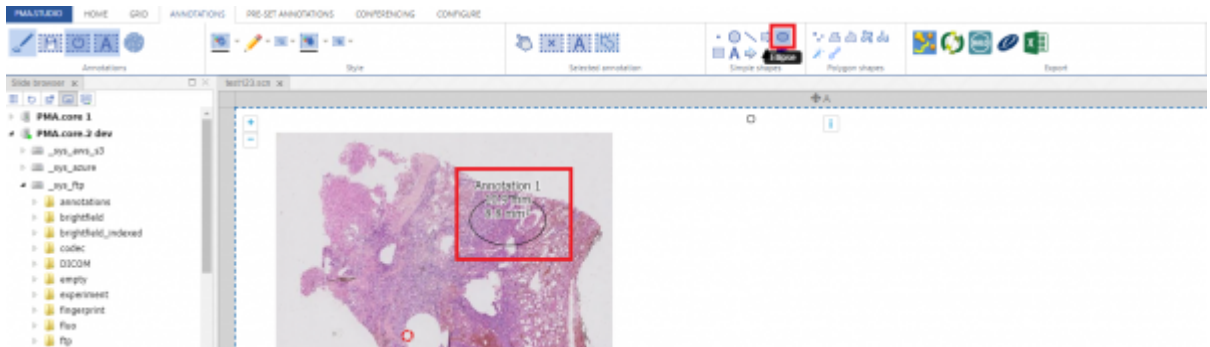 PMA.STUDIO HOME GRID ANNOTATIONS PRE-SET ANNOTATIONS CONFERENCING CONFIGURE
Ellipse
Annotations Style Selected annotation Simple shapes Polygon shapes Export
Slide browser x
A
PMA.core 1
PMA.core.2 dev
_sys_aws_s3
_sys_azure
_sys_ftp
annotations
brightfield
brightfield_indexed
codec
DICOM
empty
experiment
fingerprint
fluo
ftp
Annotation 1